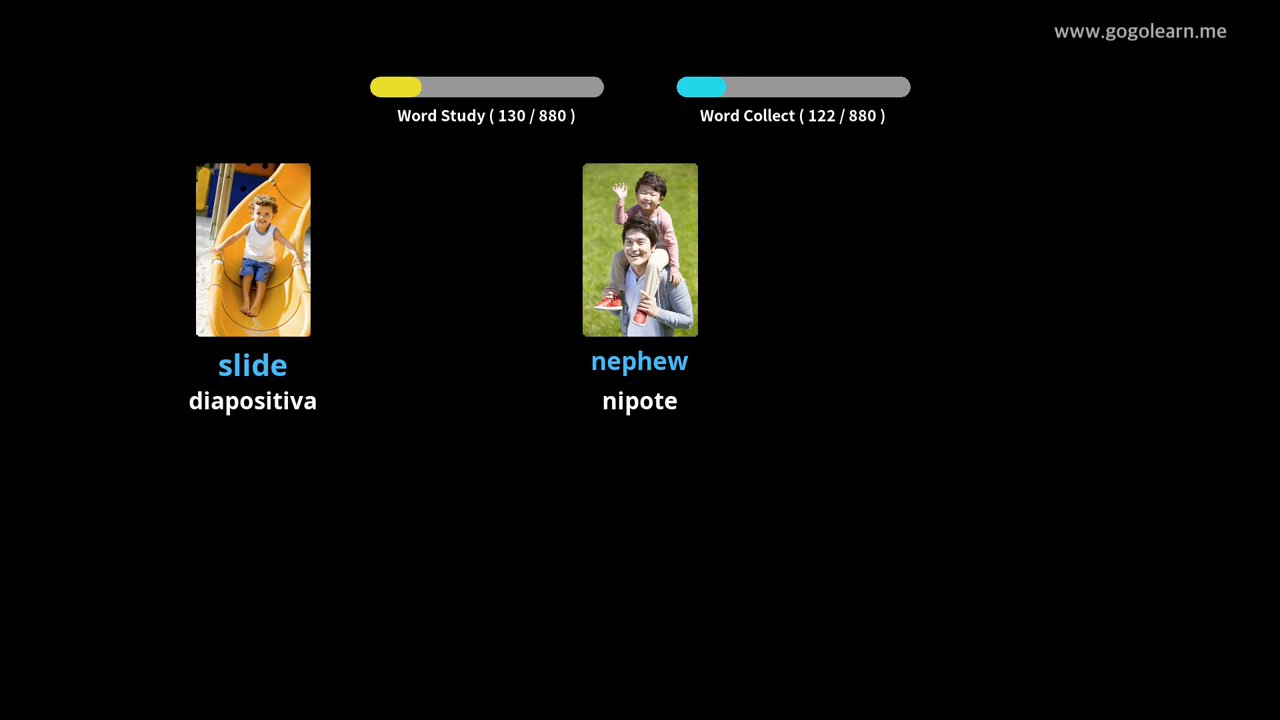 www.gogolearn.me
Word Study ( 130 / 880 )
Word Collect ( 122 / 880 )
slide
diapositiva
nephew
nipote